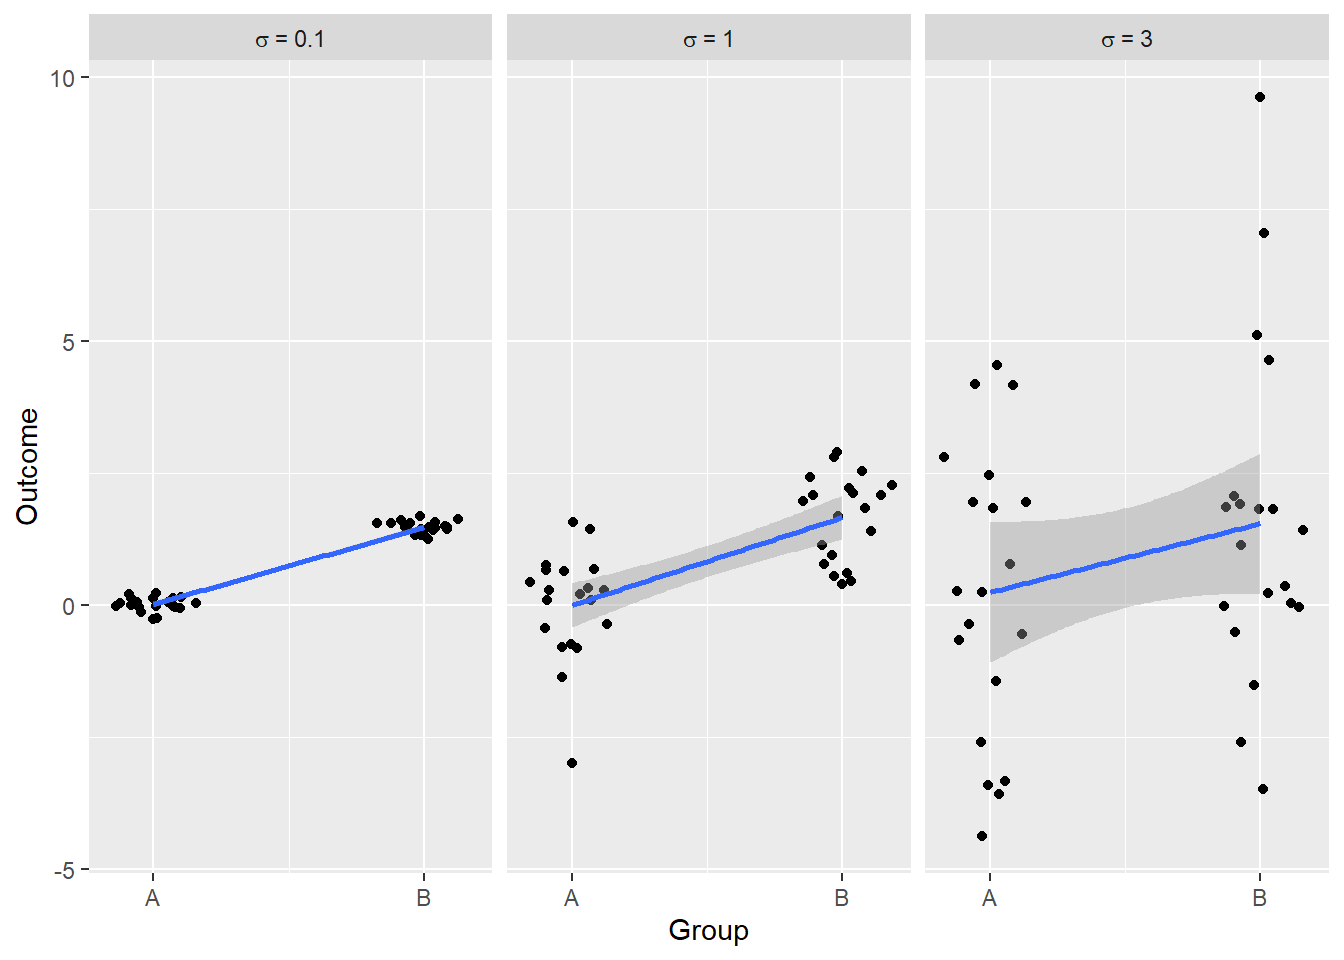 σ = 0.1
σ = 1
σ = 3
10
5
0
-5
Outcome
A
B
A
B
A
B
Group